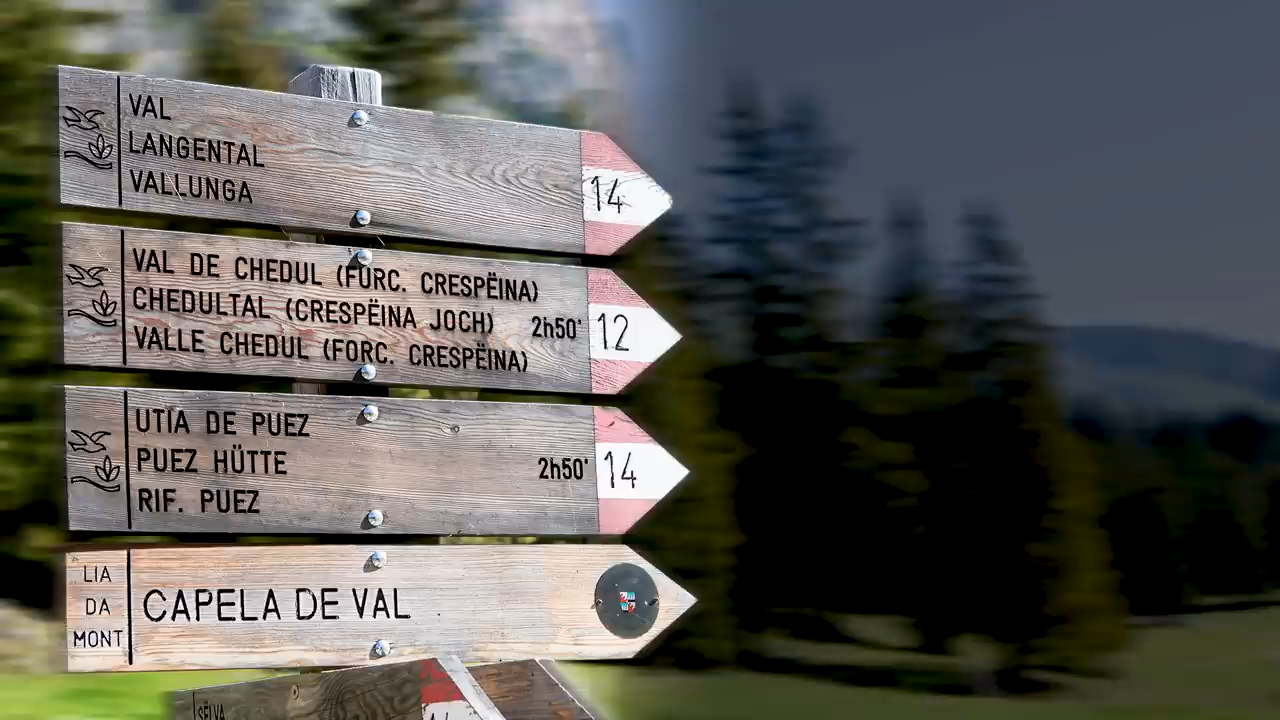 VAL
LANGENTAL
VALLUNGA
14
VAL DE CHEDUL (FORC. CRESPËINA)
CHEDULTAL (CRESPËINA JOCH) 2h50'
VALLE CHEDUL (FORC. CRESPËINA)
12
UTIA DE PUEZ
PUEZ HÜTTE 2h50'
RIF. PUEZ
14
LIA
DA
MONT
CAPELA DE VAL
SËLVA